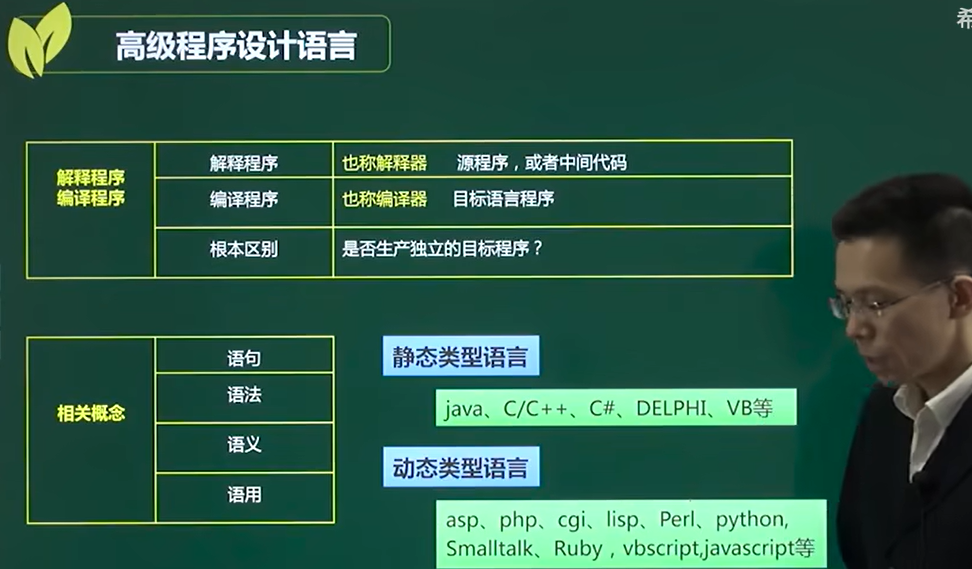 希
高级程序设计语言
解释程序
编译程序
解释程序
也称解释器 源程序，或者中间代码
编译程序
也称编译器 目标语言程序
根本区别
是否生产独立的目标程序？
相关概念
语句
语法
语义
语用
静态类型语言
java、C/C++、C#、DELPHI、VB等
动态类型语言
asp、php、cgi、lisp、Perl、python,
Smalltalk、Ruby，vbscript,javascript等